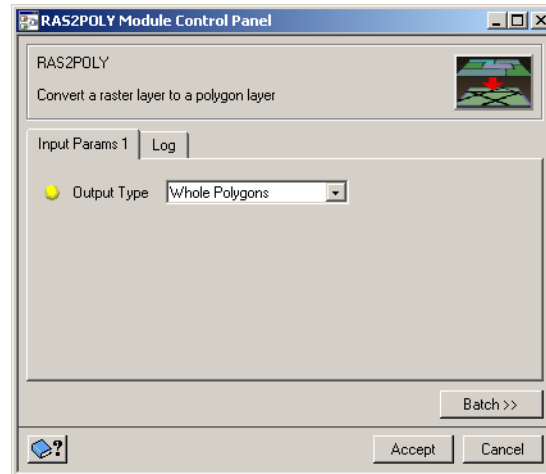 RAS2POLY Module Control Panel
RAS2POLY
Convert a raster layer to a polygon layer
Input Params 1 Log
Output Type Whole Polygons
Batch >>
? Accept Cancel